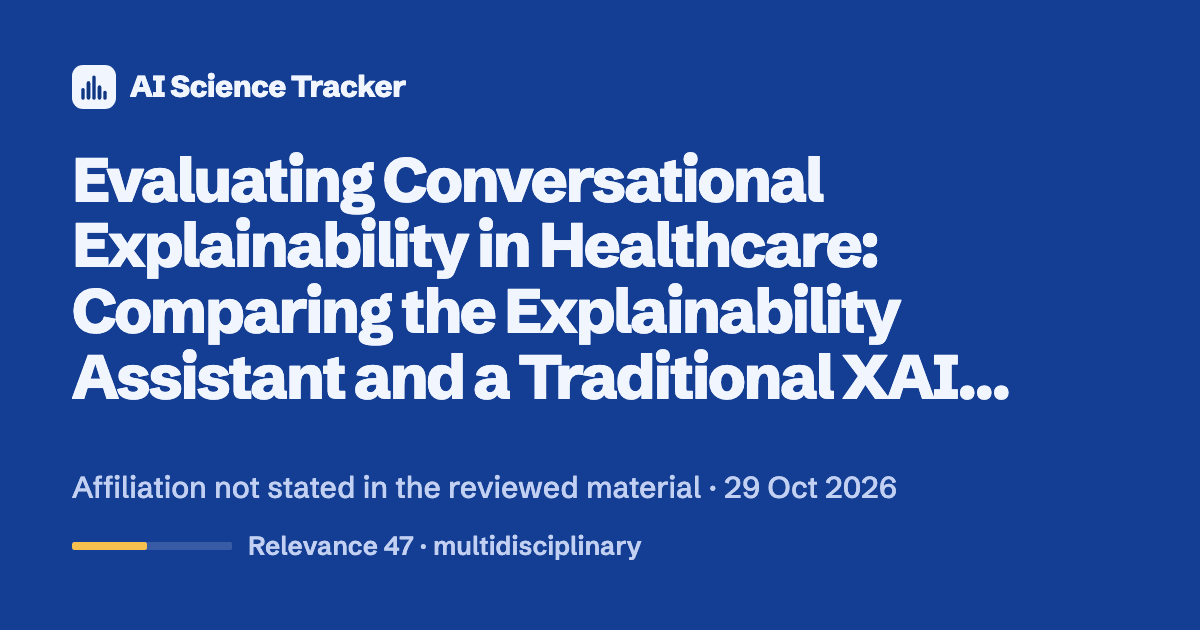 AI Science Tracker
Evaluating Conversational
Explainability in Healthcare:
Comparing the Explainability
Assistant and a Traditional XAI...
Affiliation not stated in the reviewed material · 29 Oct 2026
Relevance 47 · multidisciplinary